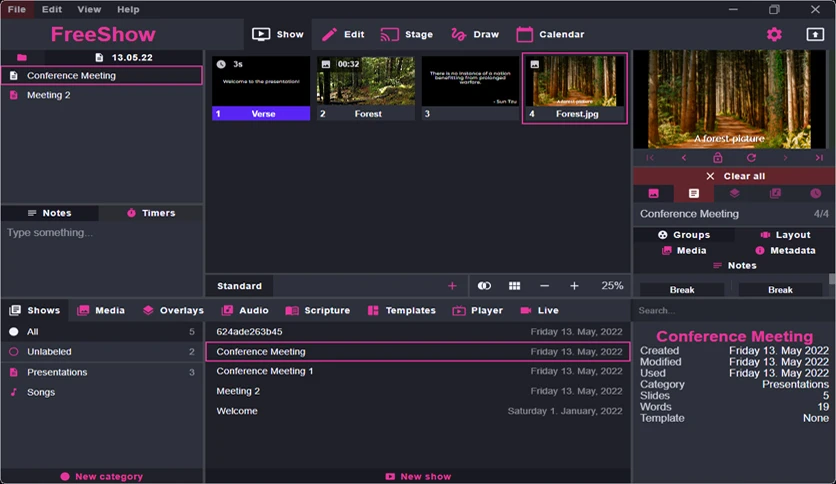 File Edit View Help
FreeShow
Show Edit Stage Draw Calendar
13.05.22
Conference Meeting
Meeting 2
3s
Welcome to the presentation!
1 Verse
00:32
2 Forest
There is no instance of a nation
benefitting from prolonged
warfare.
- Sun Tzu
3
A forest picture
4 Forest.jpg
A forest picture
Clear all
Conference Meeting 4/4
Groups Layout
Media Metadata
Notes
Break Break
Notes Timers
Type something...
Standard + − + 25%
Shows Media Overlays Audio Scripture Templates Player Live
Search...
All 5
Unlabeled 2
Presentations 3
Songs
624ade263b45 Friday 13. May, 2022
Conference Meeting Friday 13. May, 2022
Conference Meeting 1 Friday 13. May, 2022
Meeting 2 Friday 13. May, 2022
Welcome Saturday 1. January, 2022
Conference Meeting
Created Friday 13. May 2022
Modified Friday 13. May 2022
Used Friday 13. May 2022
Category Presentations
Slides 5
Words 19
Template None
New category
New show